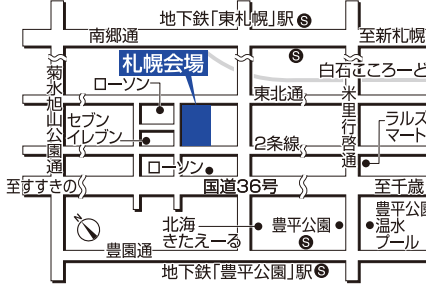 地下鉄「東札幌」駅 S
南郷通
至新札幌
S
札幌会場
白石こころーど
菊水旭山公園通
ローソン
東北通
米里行啓通
セブン
イレブン
ラルズ
マート
2条線
ローソン
至すすきの
国道36号
至千歳
N
北海
きたえーる
豊平公園
S
豊平公園
温水
プール
豊園通
地下鉄「豊平公園」駅 S